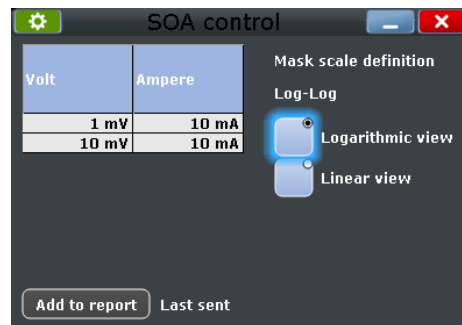 SOA control
Volt Ampere
1 mV 10 mA
10 mV 10 mA
Mask scale definition
Log-Log
Logarithmic view
Linear view
Add to report Last sent